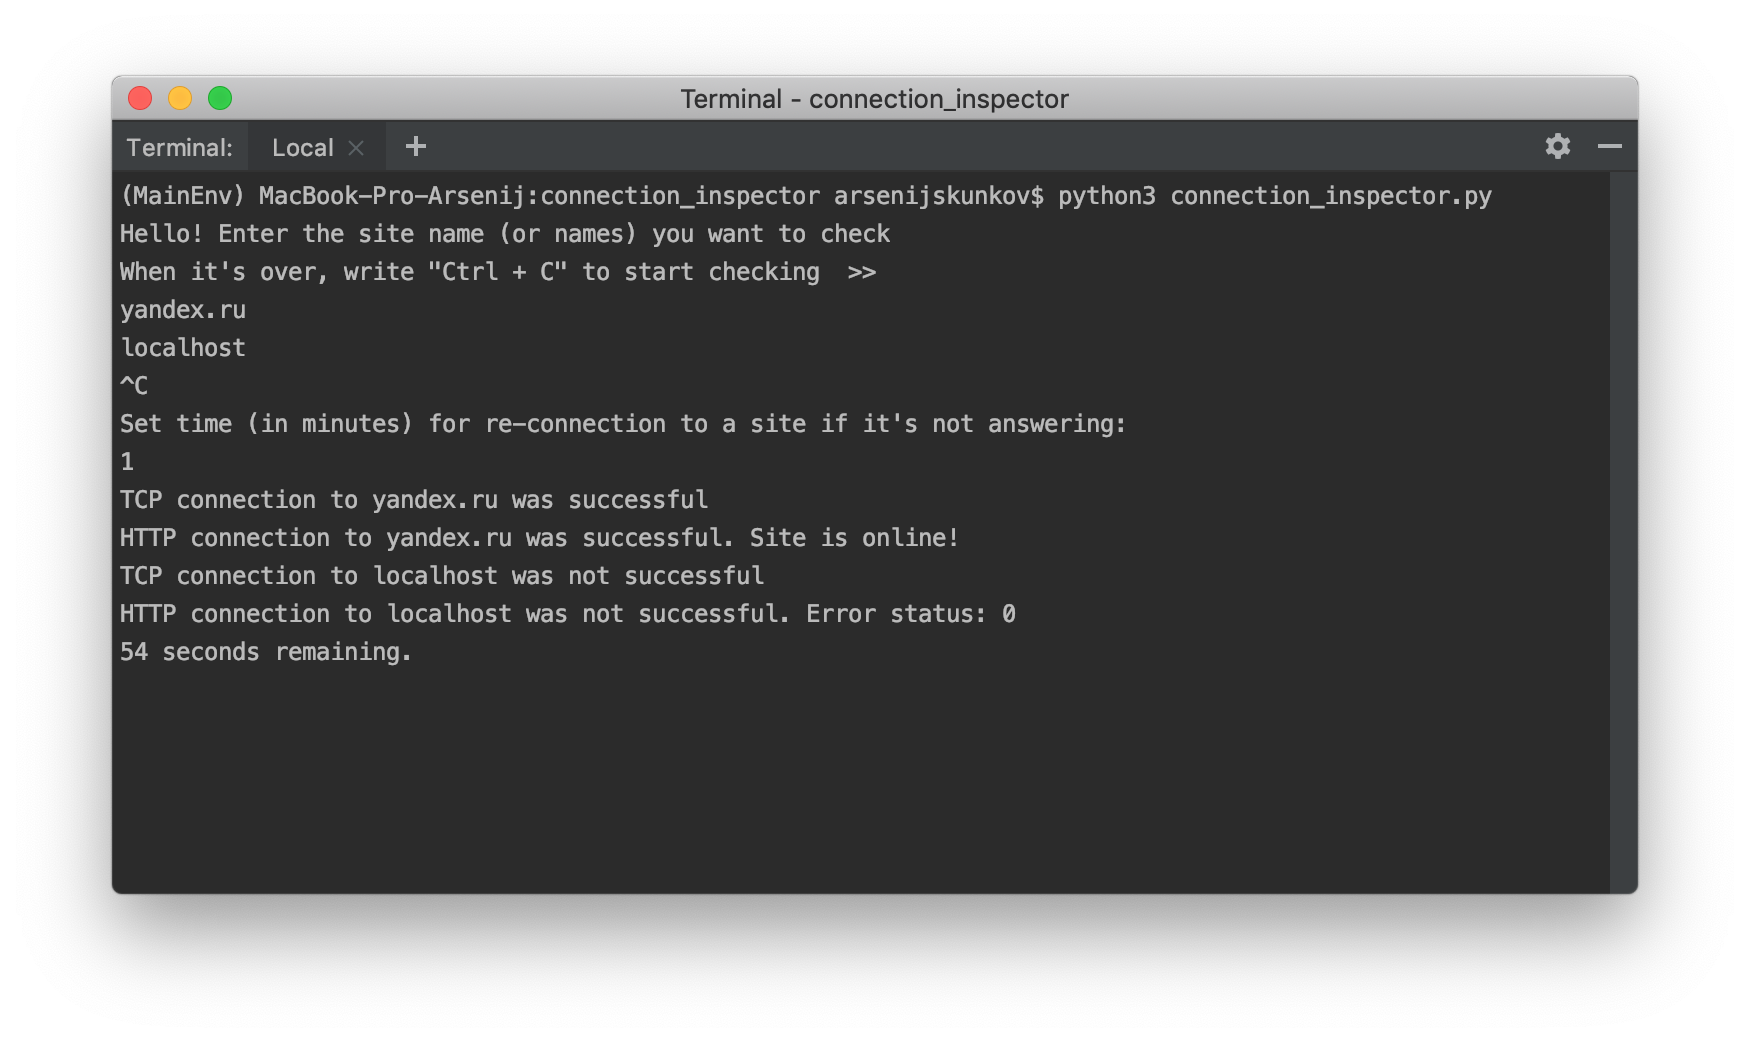 Terminal - connection_inspector
Terminal: Local × +
(MainEnv) MacBook-Pro-Arsenij:connection_inspector arsenijskunkov$ python3 connection_inspector.py
Hello! Enter the site name (or names) you want to check
When it's over, write "Ctrl + C" to start checking  >>
yandex.ru
localhost
^C
Set time (in minutes) for re-connection to a site if it's not answering:
1
TCP connection to yandex.ru was successful
HTTP connection to yandex.ru was successful. Site is online!
TCP connection to localhost was not successful
HTTP connection to localhost was not successful. Error status: 0
54 seconds remaining.